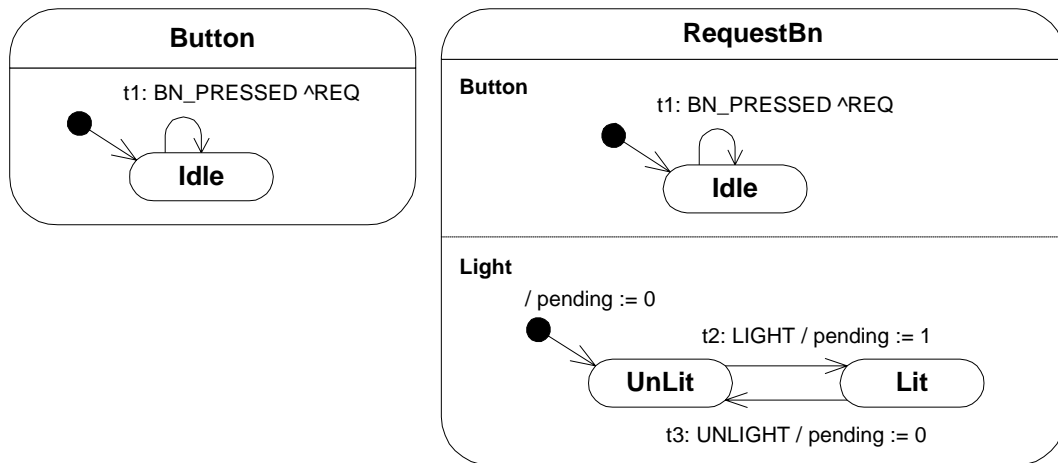 Button
t1: BN_PRESSED ^REQ
Idle
RequestBn
Button
t1: BN_PRESSED ^REQ
Idle
Light
/ pending := 0
t2: LIGHT / pending := 1
UnLit
Lit
t3: UNLIGHT / pending := 0